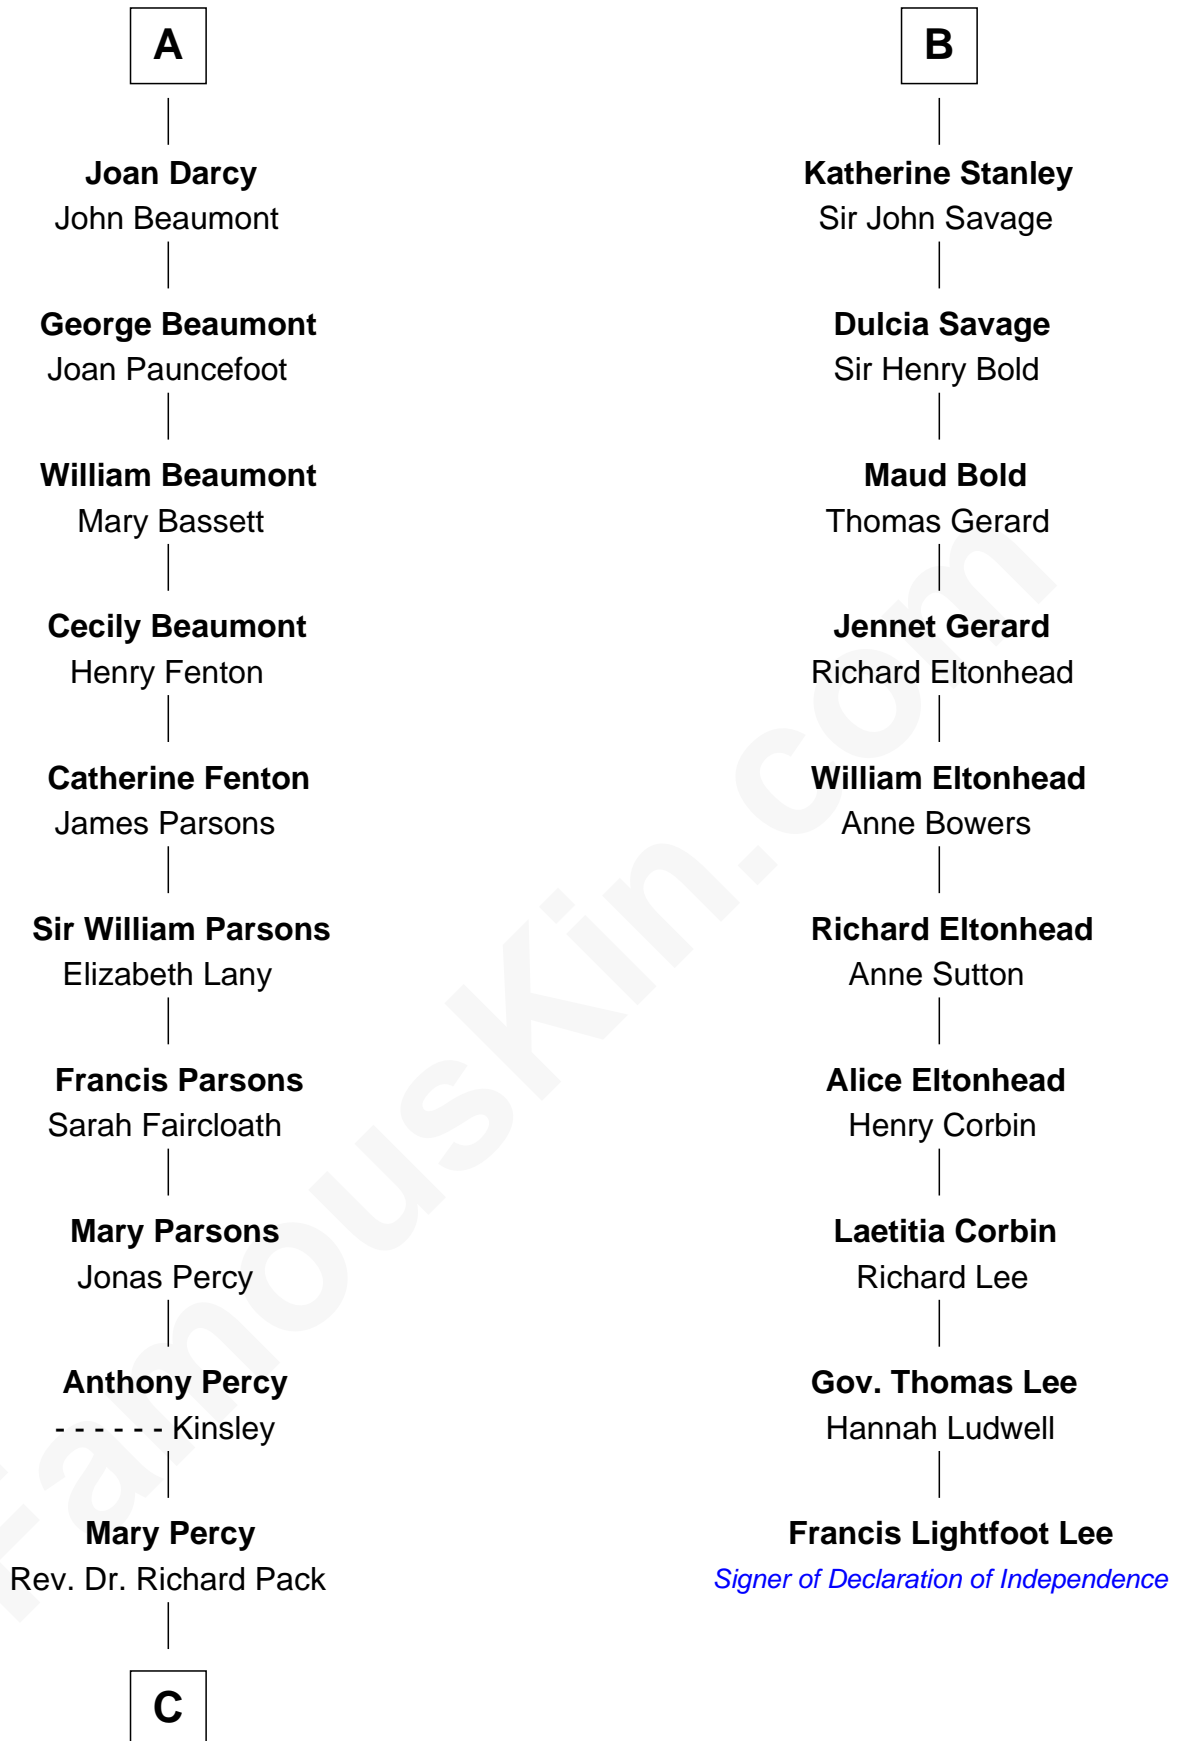 A
Joan Darcy
John Beaumont
George Beaumont
Joan Pauncefoot
William Beaumont
Mary Bassett
Cecily Beaumont
Henry Fenton
Catherine Fenton
James Parsons
Sir William Parsons
Elizabeth Lany
Francis Parsons
Sarah Faircloath
Mary Parsons
Jonas Percy
Anthony Percy
- - - - - - Kinsley
Mary Percy
Rev. Dr. Richard Pack
C
B
Katherine Stanley
Sir John Savage
Dulcia Savage
Sir Henry Bold
Maud Bold
Thomas Gerard
Jennet Gerard
Richard Eltonhead
William Eltonhead
Anne Bowers
Richard Eltonhead
Anne Sutton
Alice Eltonhead
Henry Corbin
Laetitia Corbin
Richard Lee
Gov. Thomas Lee
Hannah Ludwell
Francis Lightfoot Lee
Signer of Declaration of Independence
FamousKin.com